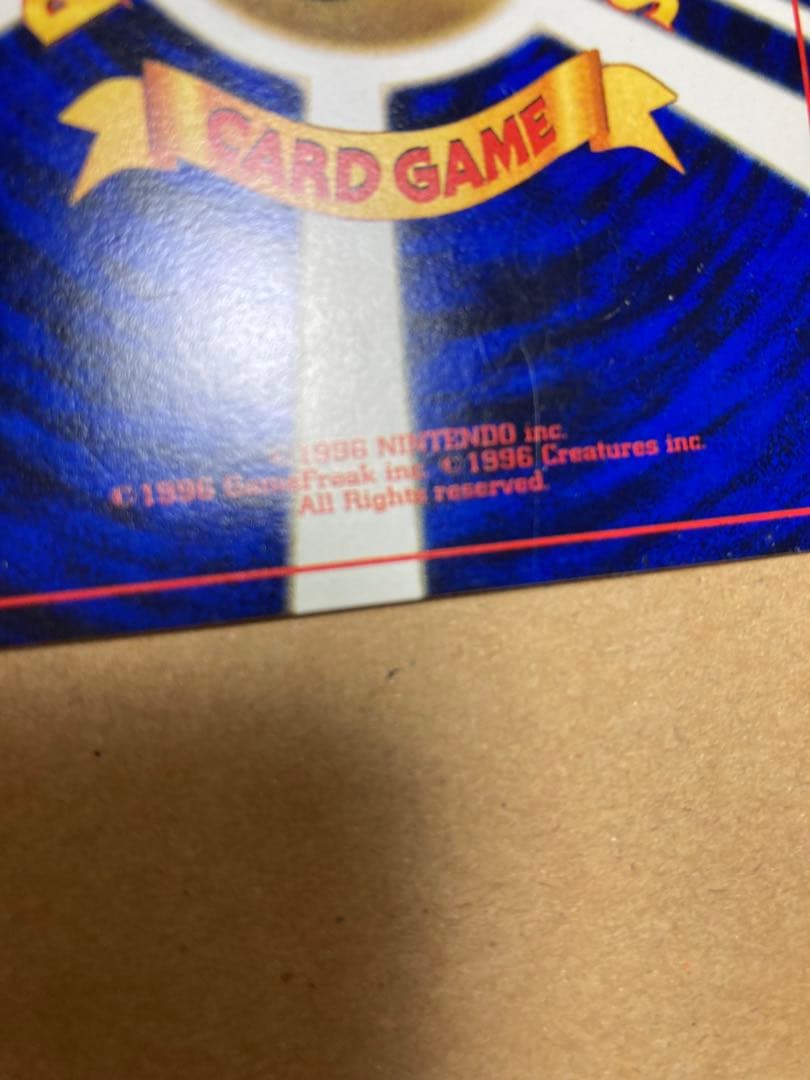 CARD GAME
©1996 NINTENDO inc.
©1996 GameFreak inc. ©1996 Creatures inc.
All Rights reserved.